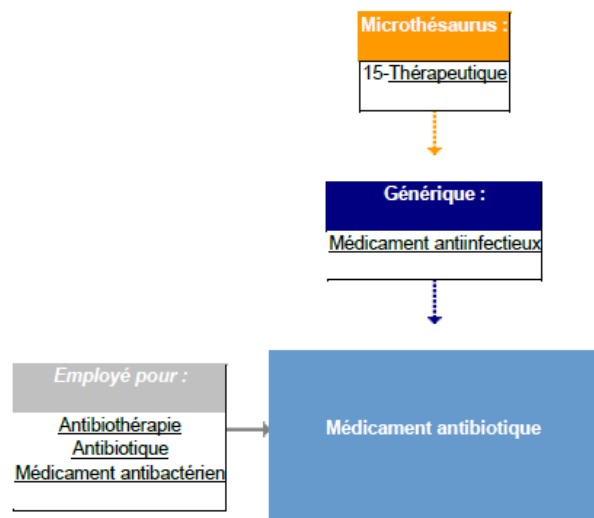 Microthésaurus :
15-Thérapeutique
Générique :
Médicament antiinfectieux
Employé pour :
Antibiothérapie
Antibiotique
Médicament antibactérien
Médicament antibiotique